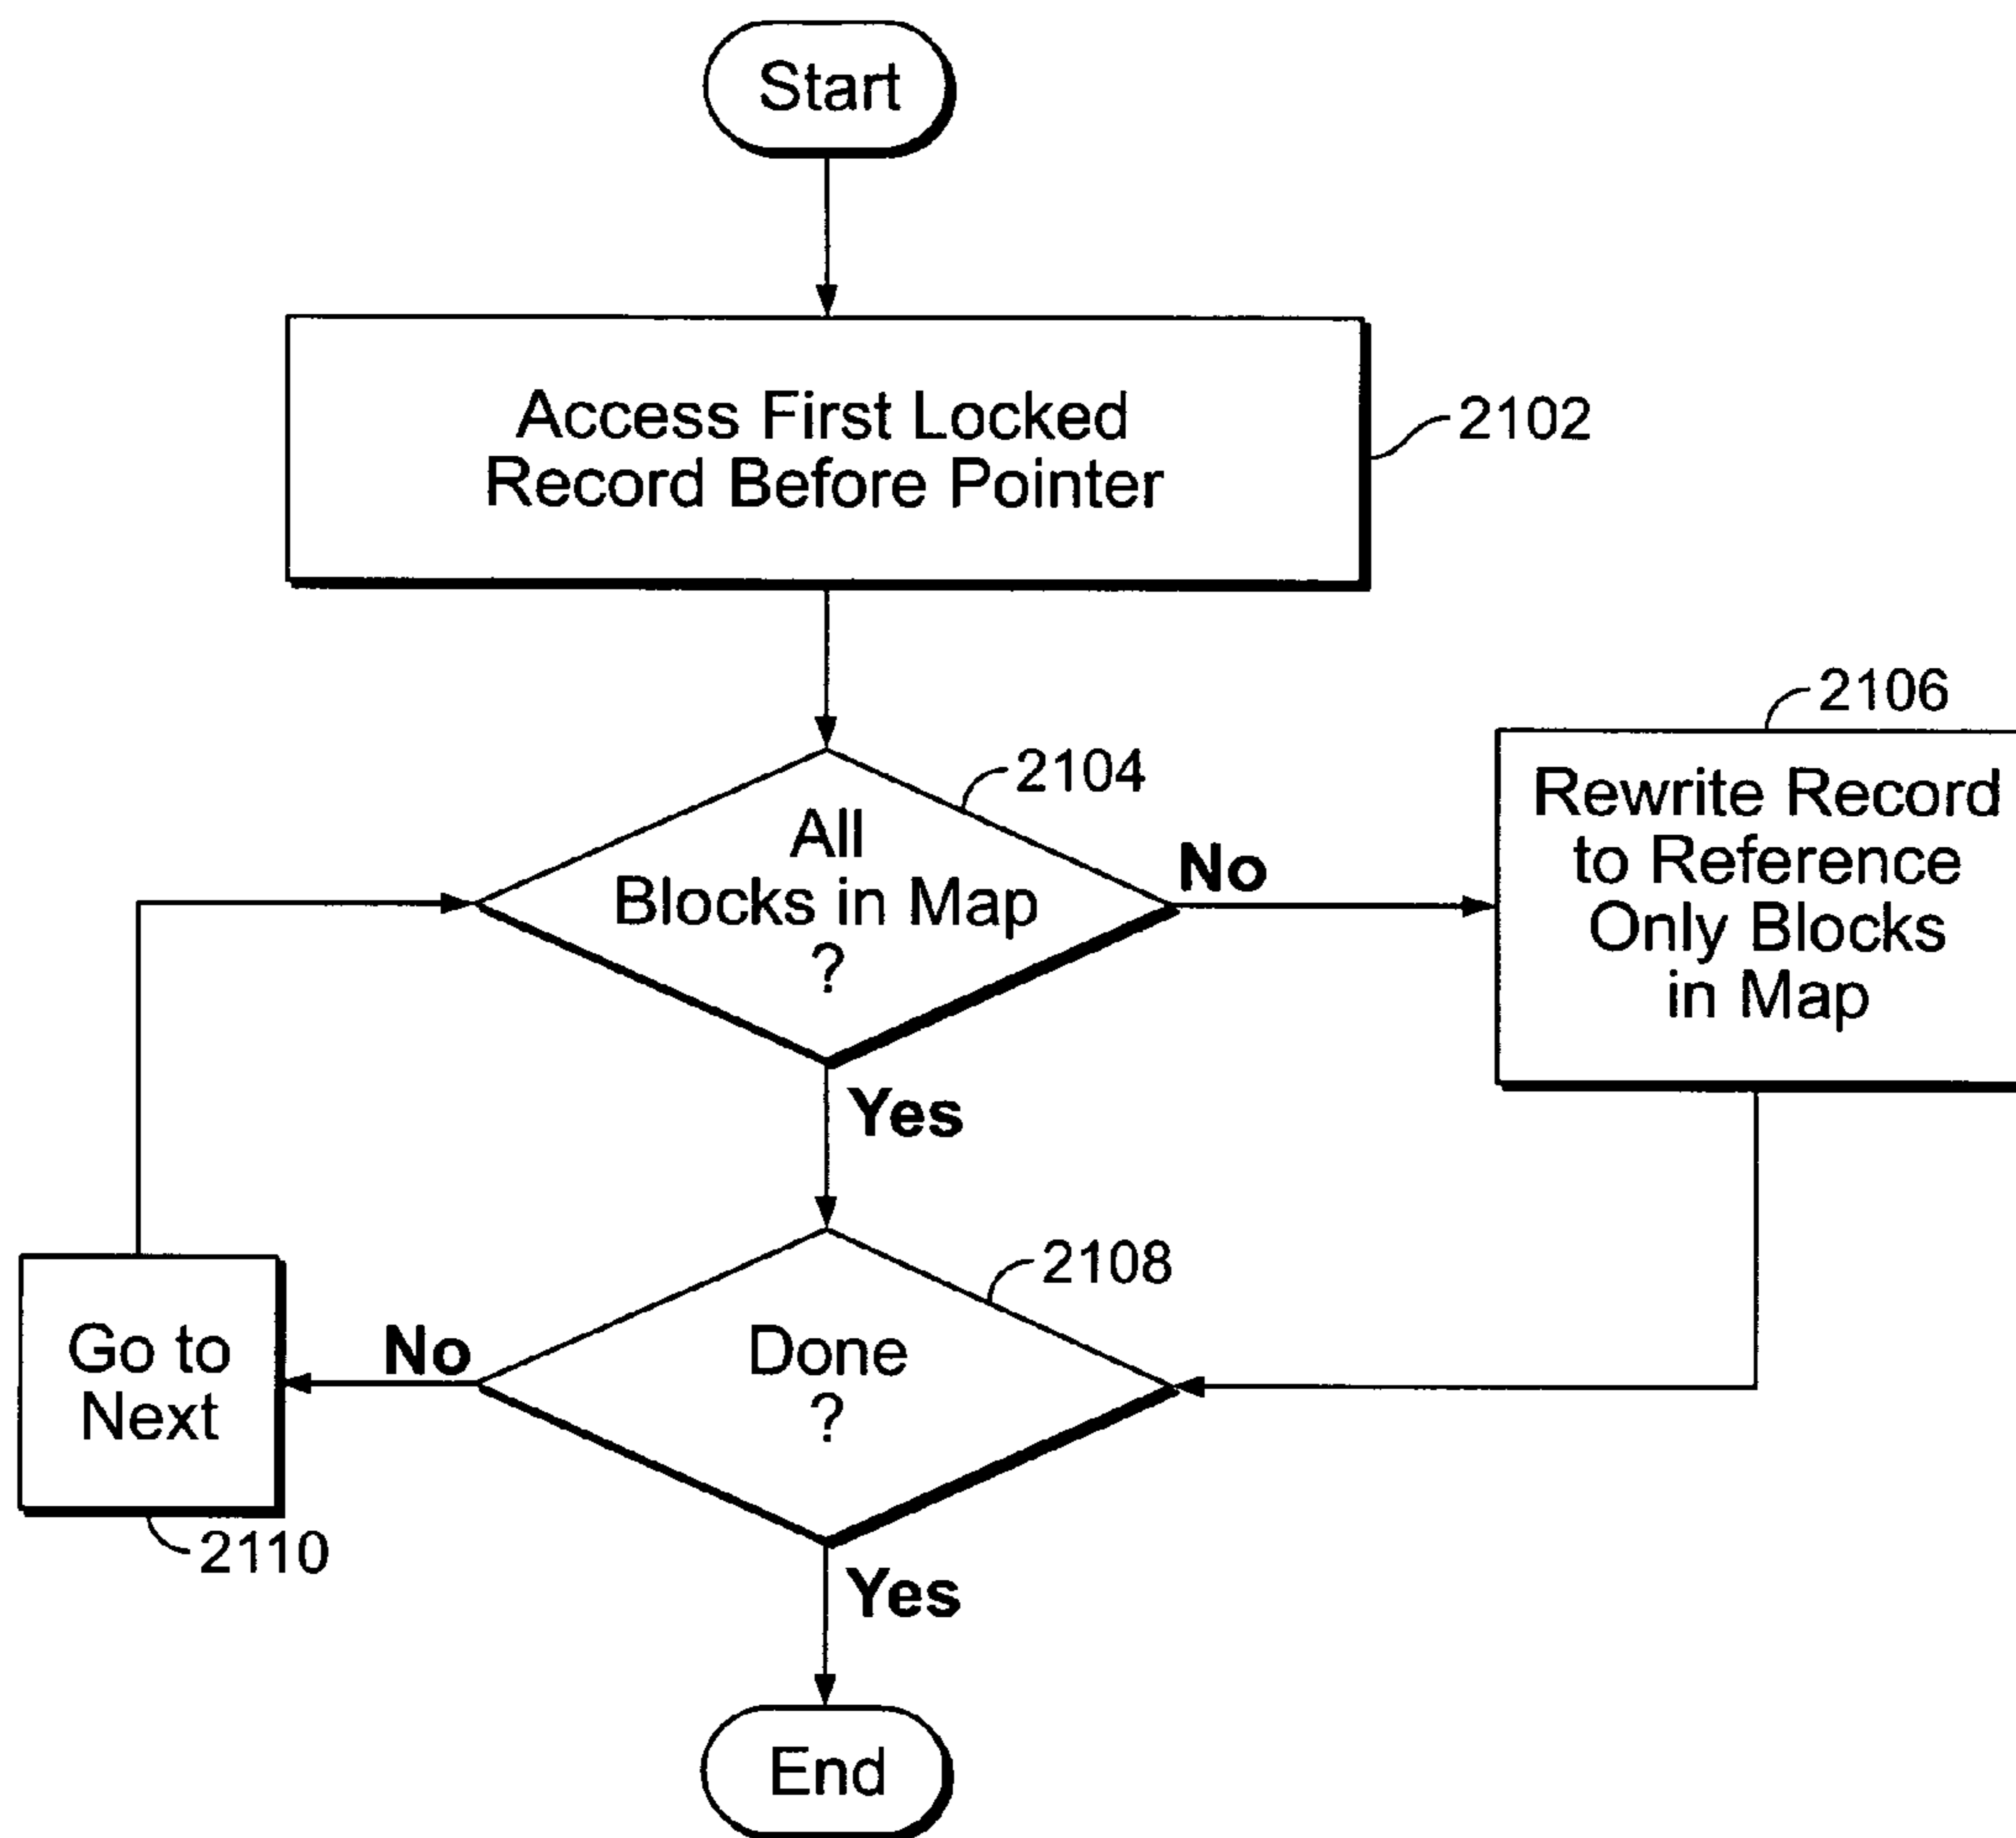 Start
Access First Locked
Record Before Pointer
2102
2104
All
Blocks in Map
?
No
2106
Rewrite Record
to Reference
Only Blocks
in Map
Yes
2108
Done
?
No
Go to
Next
2110
Yes
End